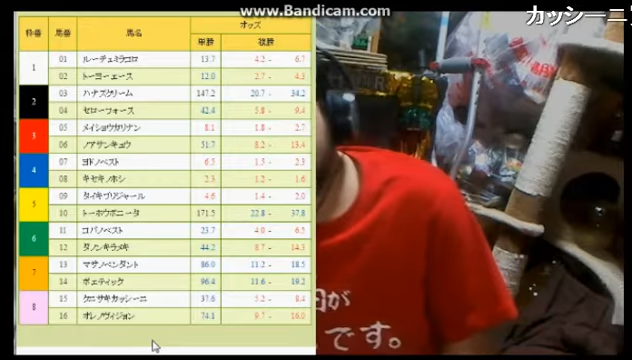 www.Bandicam.com
カッシーニワ
枠番 馬番 馬名 オッズ
単勝 複勝
1 01 ルーチェミラコロ 13.7 4.2 - 6.7
02 トーヨーエース 12.0 2.7 - 4.3
2 03 ハナズクリーム 147.2 20.7 - 34.2
04 ゼローフォース 42.4 5.8 - 9.4
3 05 メイショウカリナン 8.1 1.8 - 2.7
06 ノアサンキュウ 51.7 8.2 - 13.4
4 07 ヨドノベスト 6.5 1.5 - 2.3
08 キセキノホシ 2.3 1.2 - 1.6
5 09 タイキプリジャール 4.6 1.4 - 2.0
10 トーホウボニータ 171.5 22.8 - 37.8
6 11 コパノベスト 23.7 4.0 - 6.5
12 タノンキラメキ 44.2 8.7 - 14.3
7 13 マサノペンダント 86.0 11.2 - 18.5
14 ポエティック 96.4 11.6 - 19.2
8 15 クニサキカッシーニ 37.6 5.2 - 8.4
16 オレノヴィジョン 74.1 9.7 - 16.0
が
です。